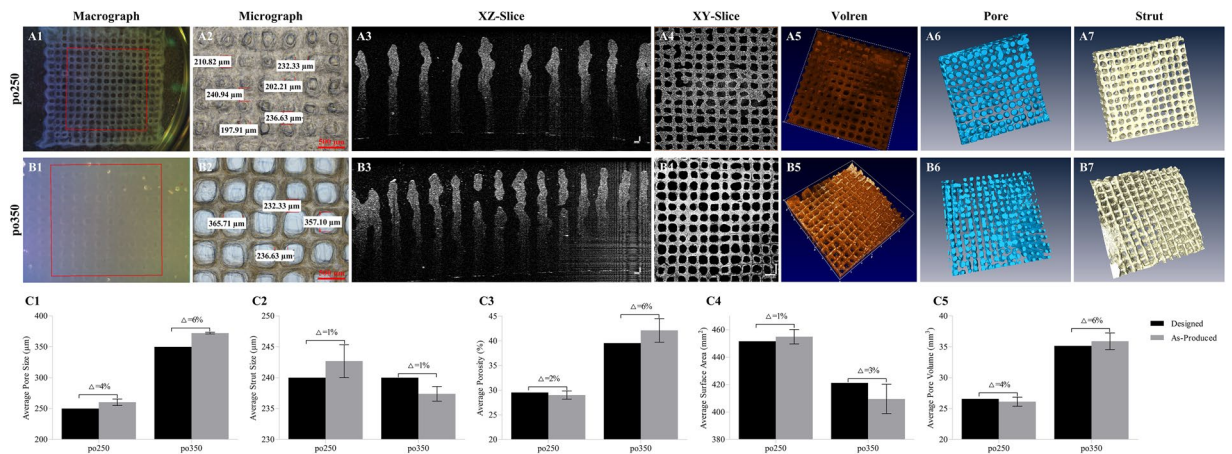 Macrograph Micrograph XZ-Slice XY-Slice Volren Pore Strut
po250
A1 A2 A3 A4 A5 A6 A7
210.82 μm
232.33 μm
202.21 μm
240.94 μm
236.63 μm
197.91 μm
po350
B1 B2 B3 B4 B5 B6 B7
232.33 μm
365.71 μm
357.10 μm
236.63 μm
C1
Average Pore Size (μm)
400
350
300
250
200
△=4%
△=6%
po250 po350
C2
Average Strut Size (μm)
250
245
240
235
230
△=1%
△=1%
po250 po350
C3
Average Porosity (%)
45
40
35
30
25
20
△=2%
△=6%
po250 po350
C4
Average Surface Area (mm²)
460
440
420
400
380
△=1%
△=3%
po250 po350
C5
Average Pore Volume (mm³)
40
35
30
25
20
△=4%
△=6%
po250 po350
Designed
As-Produced